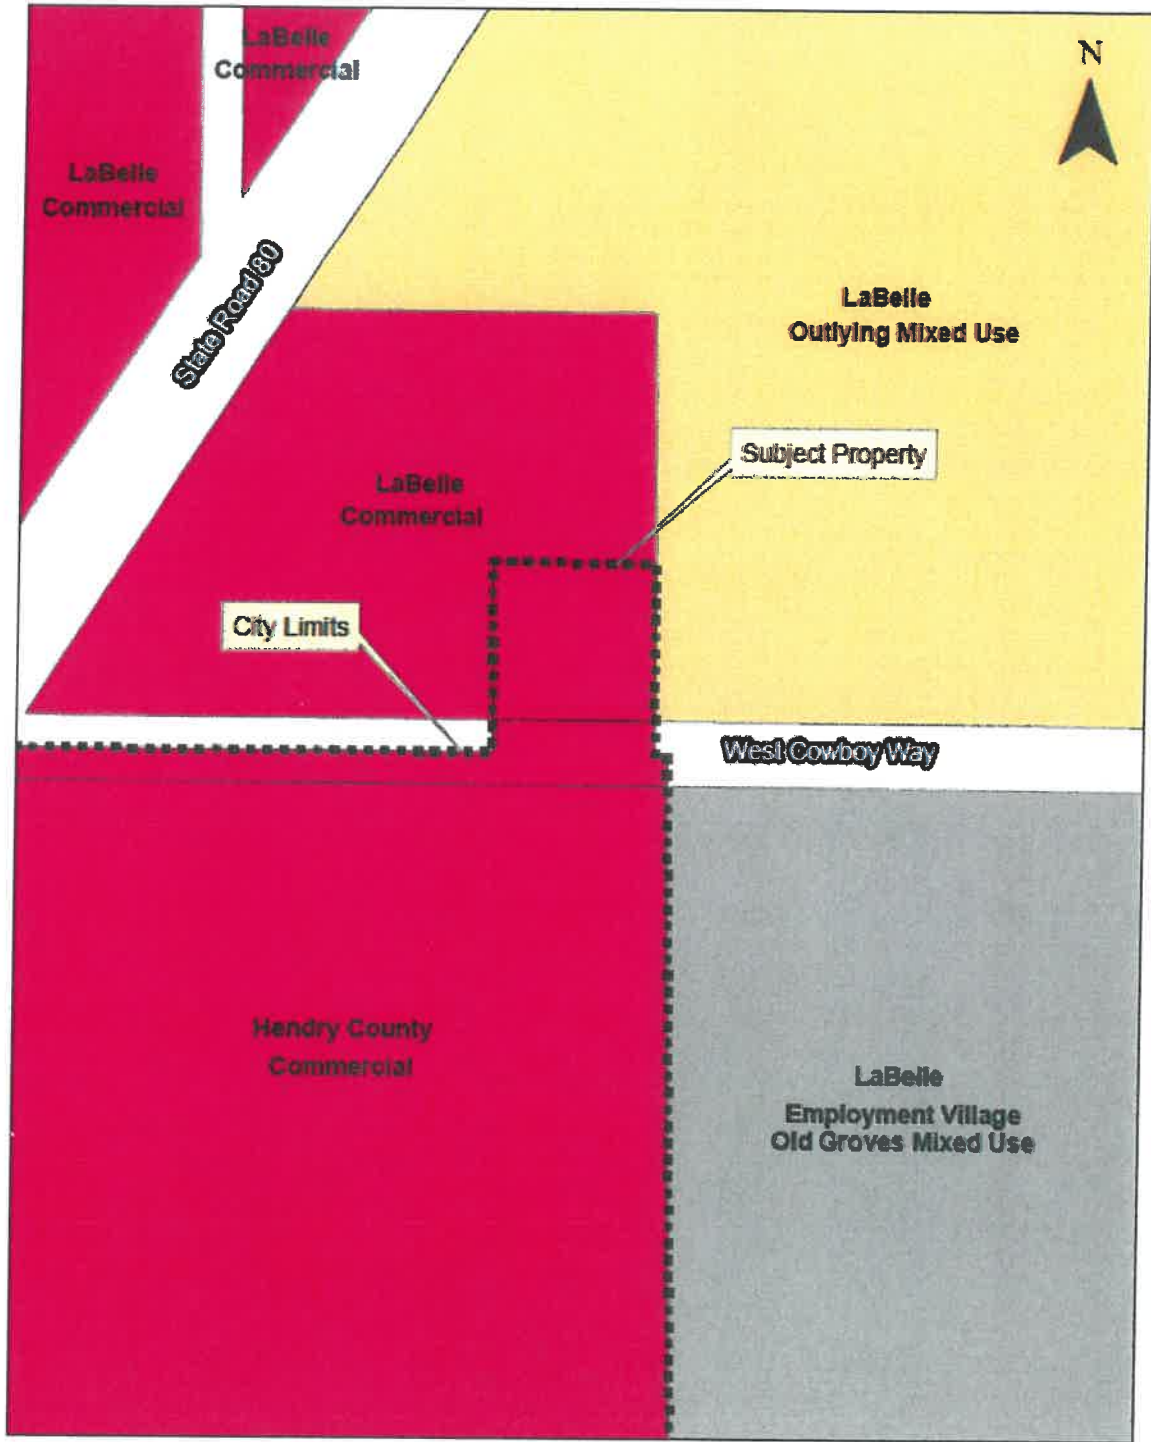 LaBelle
Commercial
N
LaBelle
Commercial
State Road 80
LaBelle
Outlying Mixed Use
Subject Property
LaBelle
Commercial
City Limits
West Cowboy Way
Hendry County
Commercial
LaBelle
Employment Village
Old Groves Mixed Use